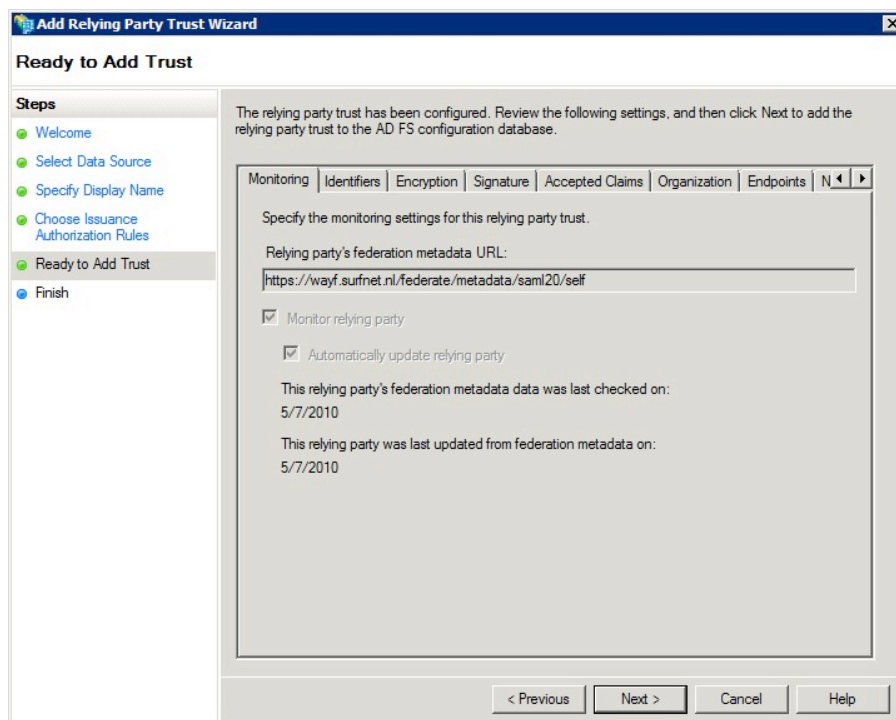 Add Relying Party Trust Wizard
Ready to Add Trust
Steps
Welcome
Select Data Source
Specify Display Name
Choose Issuance
Authorization Rules
Ready to Add Trust
Finish
The relying party trust has been configured. Review the following settings, and then click Next to add the
relying party trust to the AD FS configuration database.
Monitoring Identifiers Encryption Signature Accepted Claims Organization Endpoints N
Specify the monitoring settings for this relying party trust.
Relying party's federation metadata URL:
https://wayf.surfnet.nl/federate/metadata/saml20/self
Monitor relying party
Automatically update relying party
This relying party's federation metadata data was last checked on:
5/7/2010
This relying party was last updated from federation metadata on:
5/7/2010
< Previous Next > Cancel Help